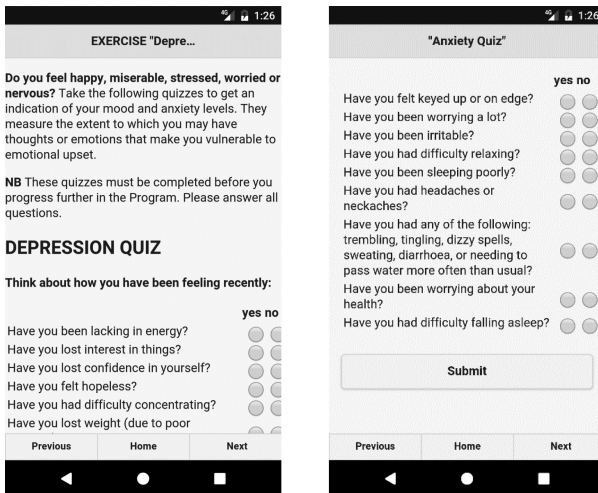 4G 1:26
EXERCISE "Depre...
Do you feel happy, miserable, stressed, worried or
nervous? Take the following quizzes to get an
indication of your mood and anxiety levels. They
measure the extent to which you may have
thoughts or emotions that make you vulnerable to
emotional upset.
NB These quizzes must be completed before you
progress further in the Program. Please answer all
questions.
DEPRESSION QUIZ
Think about how you have been feeling recently:
yes no
Have you been lacking in energy?
Have you lost interest in things?
Have you lost confidence in yourself?
Have you felt hopeless?
Have you had difficulty concentrating?
Have you lost weight (due to poor
Previous Home Next
4G 1:26
"Anxiety Quiz"
yes no
Have you felt keyed up or on edge?
Have you been worrying a lot?
Have you been irritable?
Have you had difficulty relaxing?
Have you been sleeping poorly?
Have you had headaches or
neckaches?
Have you had any of the following:
trembling, tingling, dizzy spells,
sweating, diarrhoea, or needing to
pass water more often than usual?
Have you been worrying about your
health?
Have you had difficulty falling asleep?
Submit
Previous Home Next